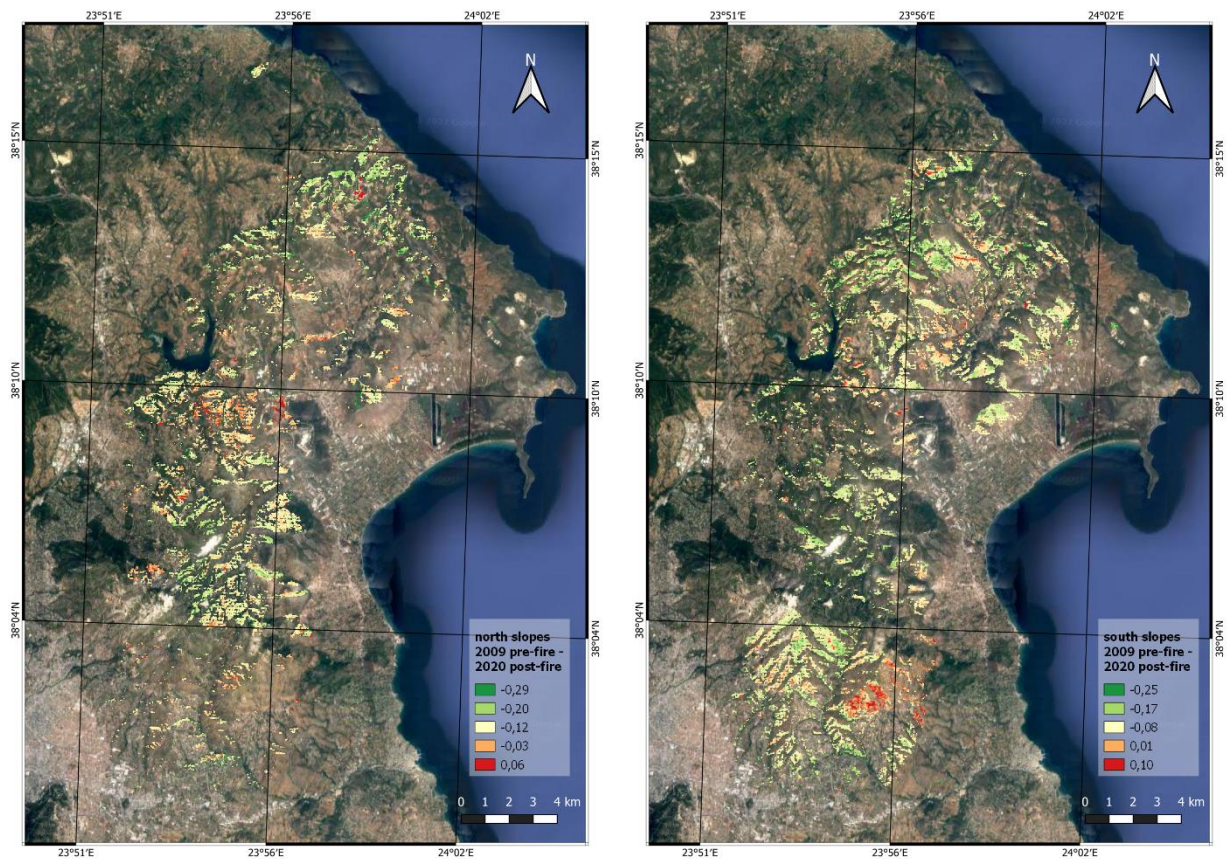 23°51'E 23°56'E 24°02'E
N
38°15'N 38°15'N
38°10'N 38°10'N
38°04'N 38°04'N
north slopes
2009 pre-fire -
2020 post-fire
-0,29
-0,20
-0,12
-0,03
0,06
0 1 2 3 4 km
23°51'E 23°56'E 24°02'E
23°51'E 23°56'E 24°02'E
N
38°15'N 38°15'N
38°10'N 38°10'N
38°04'N 38°04'N
south slopes
2009 pre-fire -
2020 post-fire
-0,25
-0,17
-0,08
0,01
0,10
0 1 2 3 4 km
23°51'E 23°56'E 24°02'E